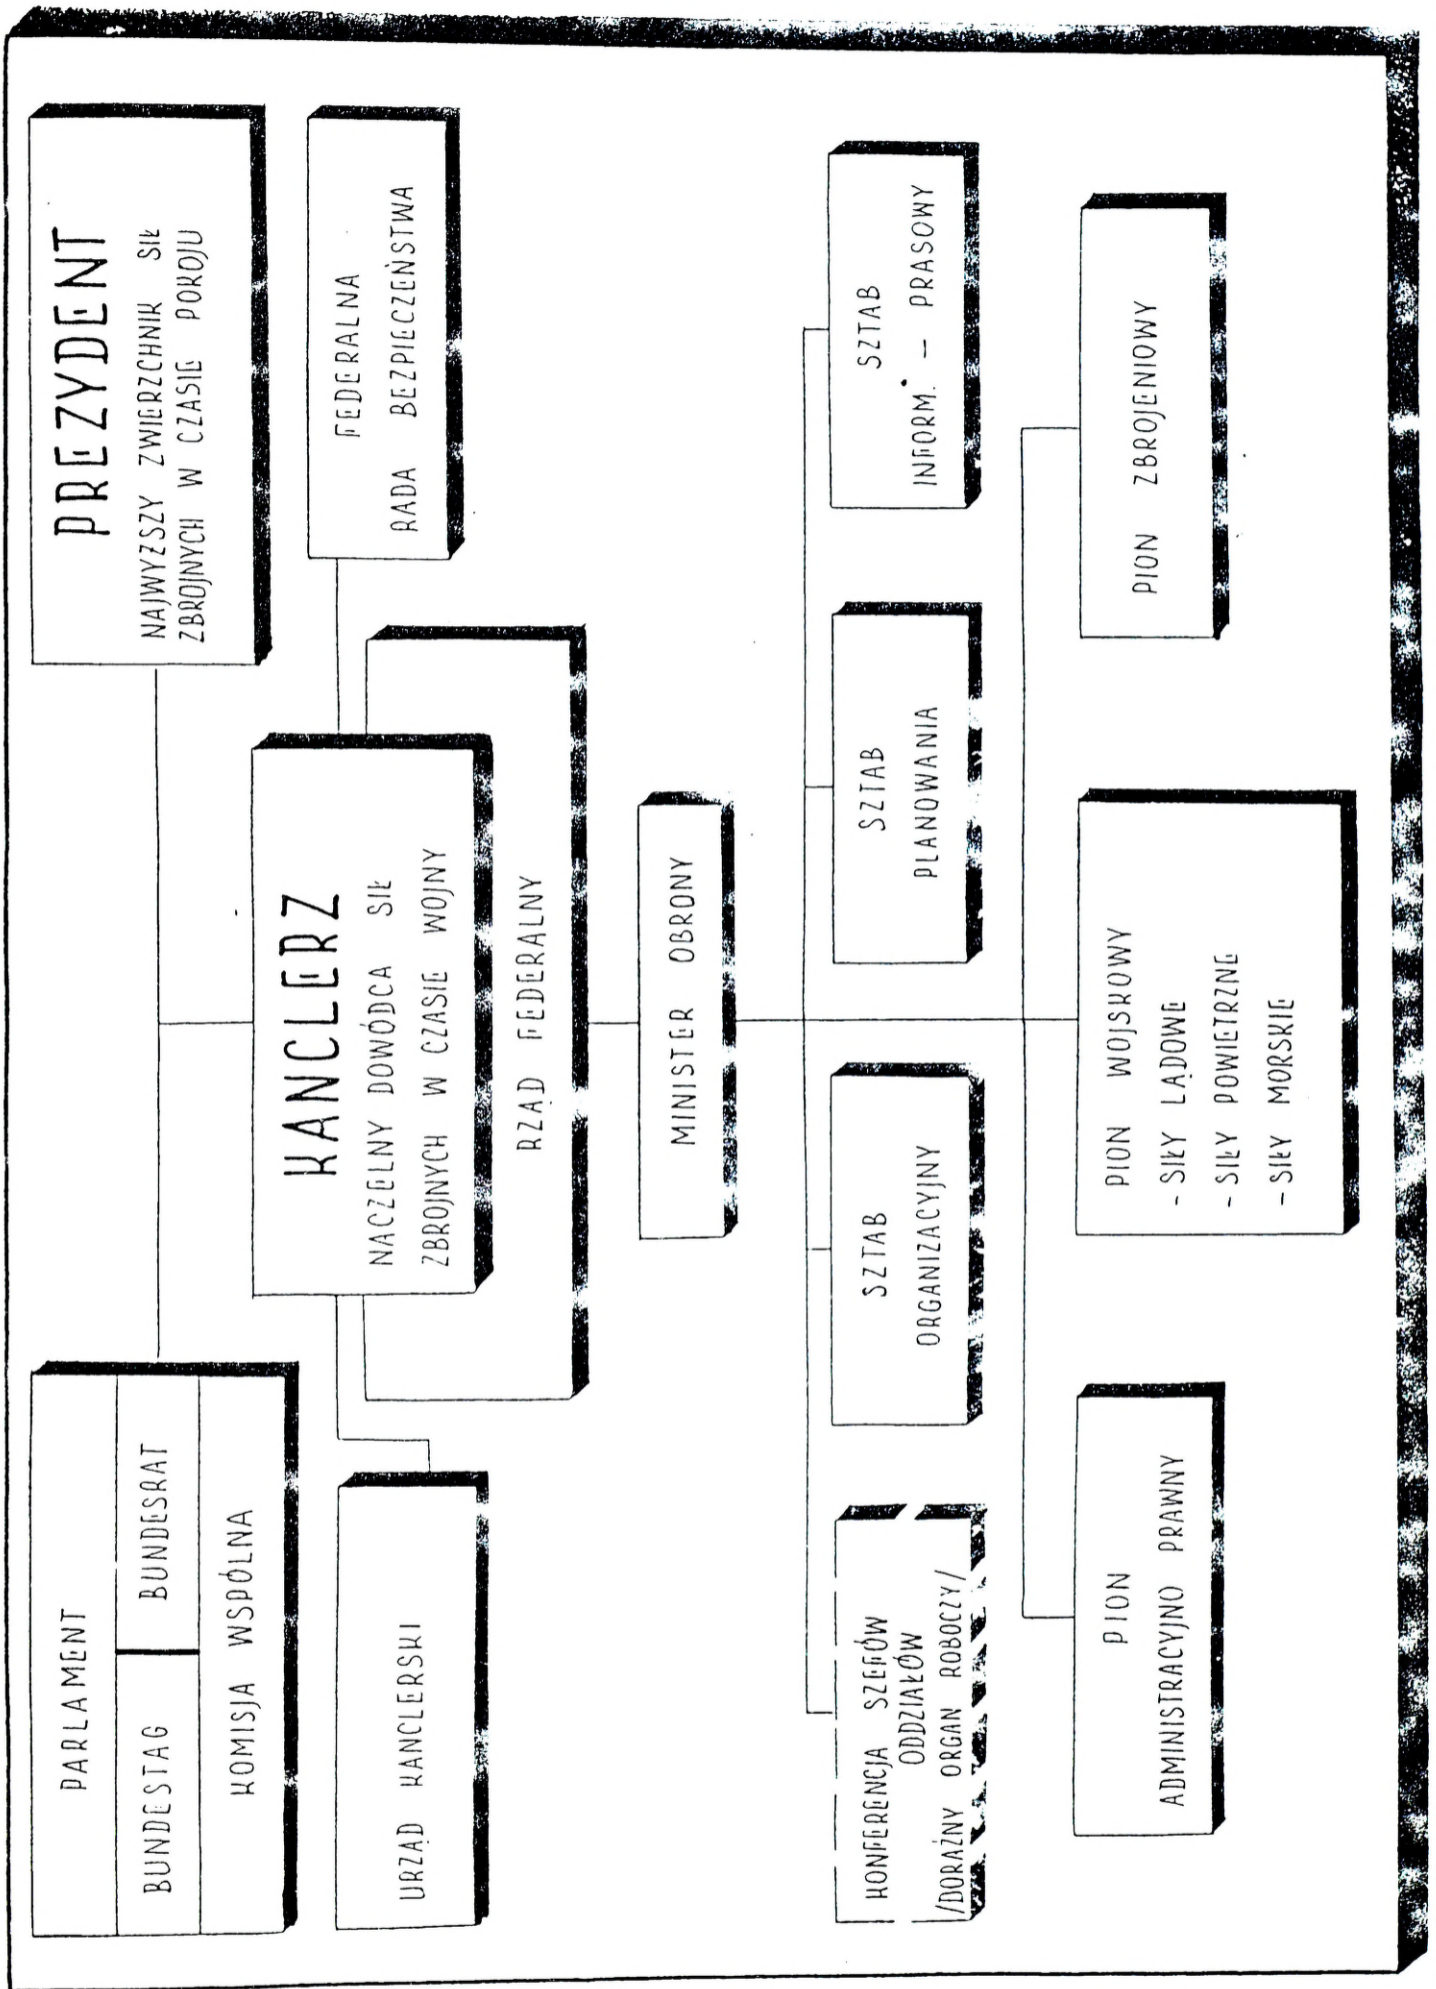 PARLAMENT
BUNDESTAG
BUNDESRAT
KOMISJA WSPÓLNA
PREZYDENT
NAJWYZSZY ZWIERZCHNIK SIŁ
ZBROJNYCH W CZASIE POKOJU
KANCLERZ
NACZELNY DOWÓDCA SIŁ
ZBROJNYCH W CZASIE WOJNY
RZĄD FEDERALNY
URZĄD KANCLERSKI
FEDERALNA
RADA BEZPIECZEŃSTWA
MINISTER OBRONY
KONFERENCJA SZEFÓW
ODDZIAŁÓW
/DORAŹNY ORGAN ROBOCZY/
SZTAB
ORGANIZACYJNY
SZTAB
PLANOWANIA
SZTAB
INFORM. – PRASOWY
PION
ADMINISTRACYJNO PRAWNY
PION WOJSKOWY
- SIŁY LĄDOWE
- SIŁY POWIETRZNE
- SIŁY MORSKIE
PION ZBROJENIOWY